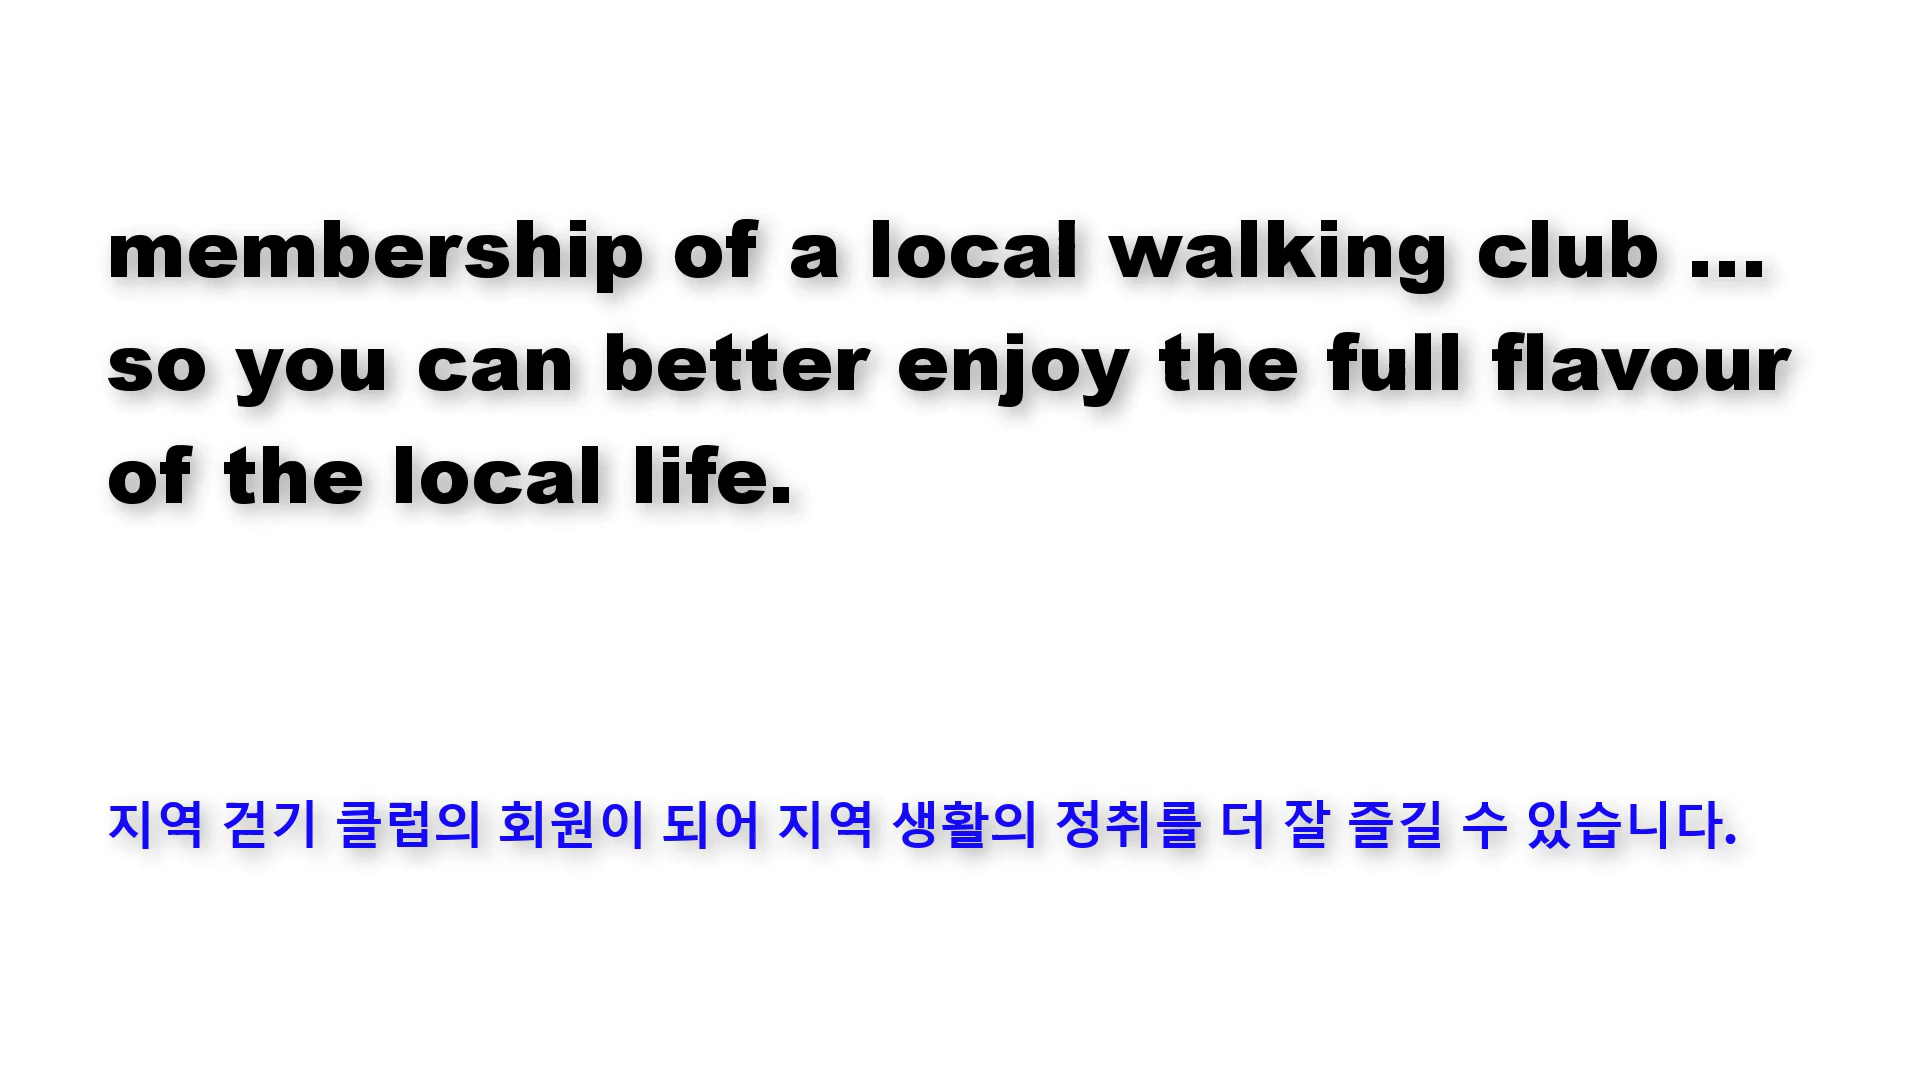 membership of a local walking club ...
so you can better enjoy the full flavour
of the local life.
지역 걷기 클럽의 회원이 되어 지역 생활의 정취를 더 잘 즐길 수 있습니다.